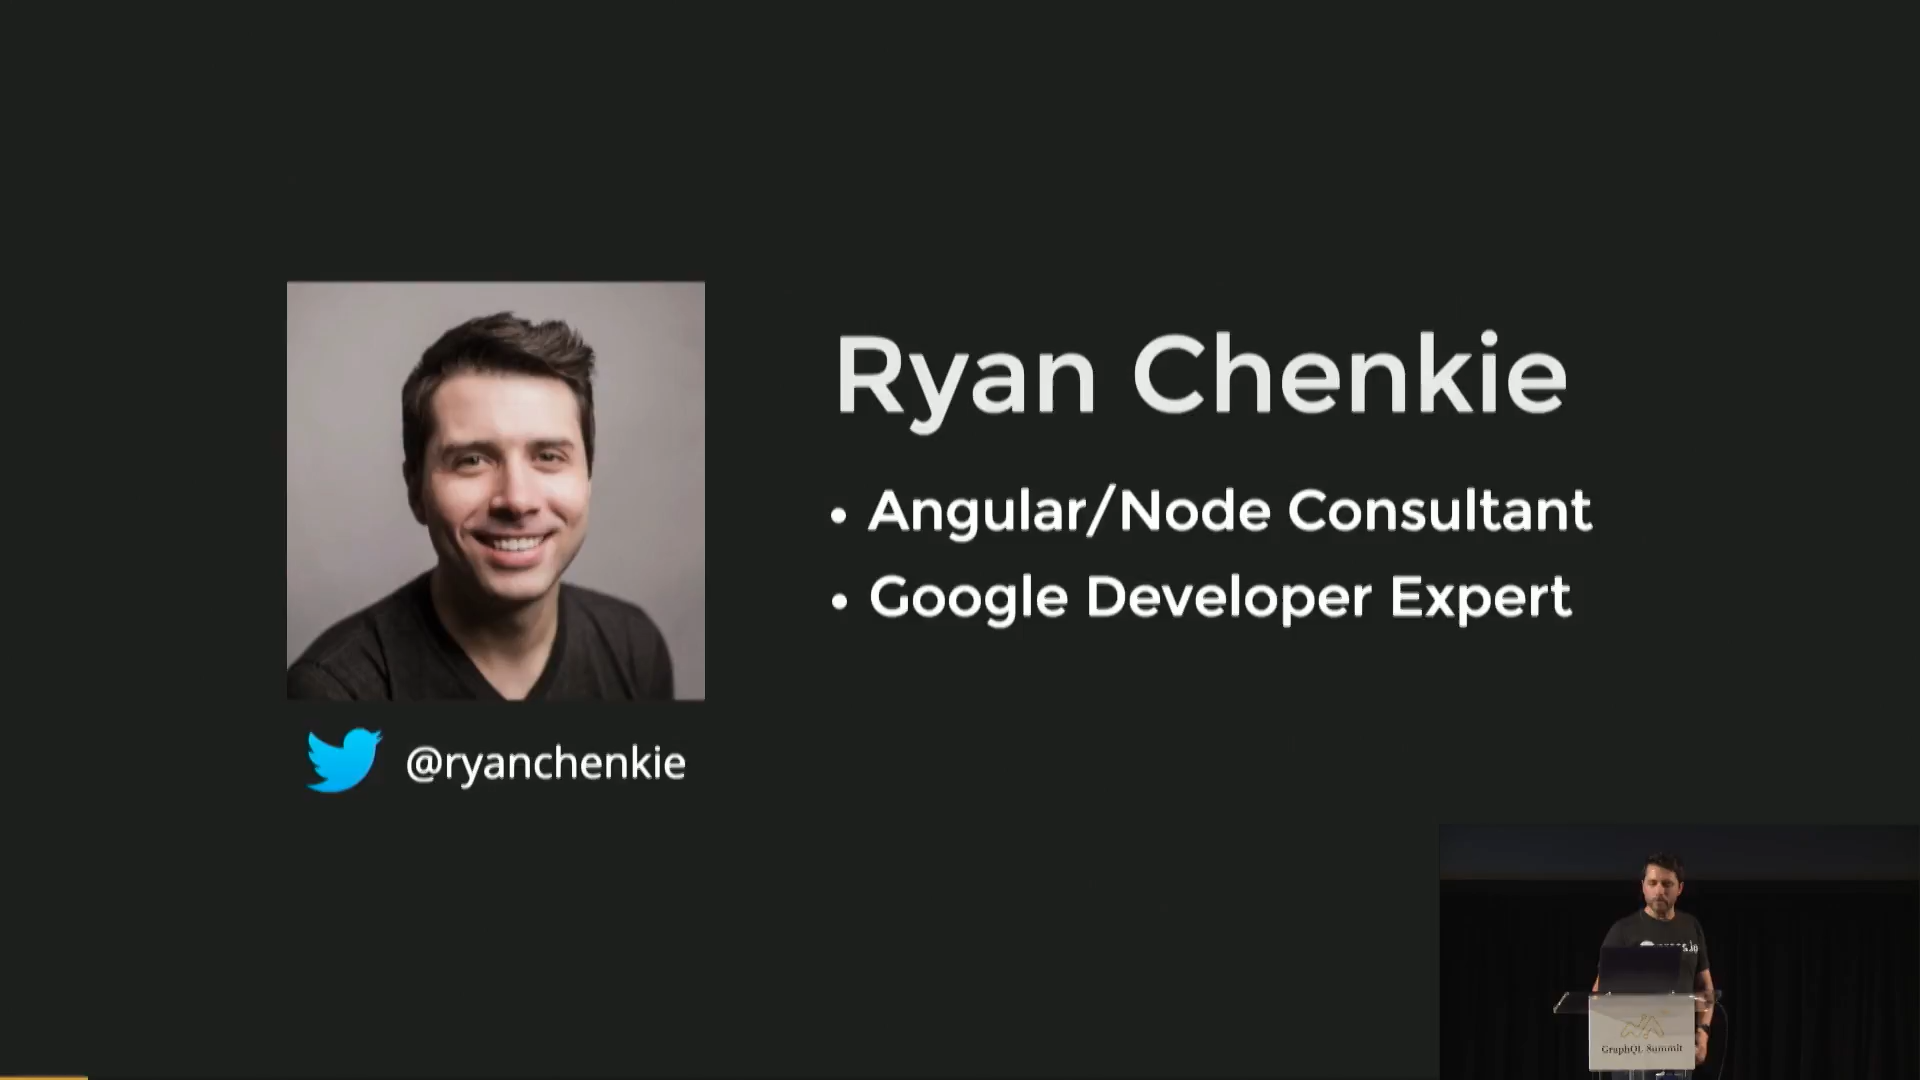 Ryan Chenkie
• Angular/Node Consultant
• Google Developer Expert
@ryanchenkie
GraphQL Summit